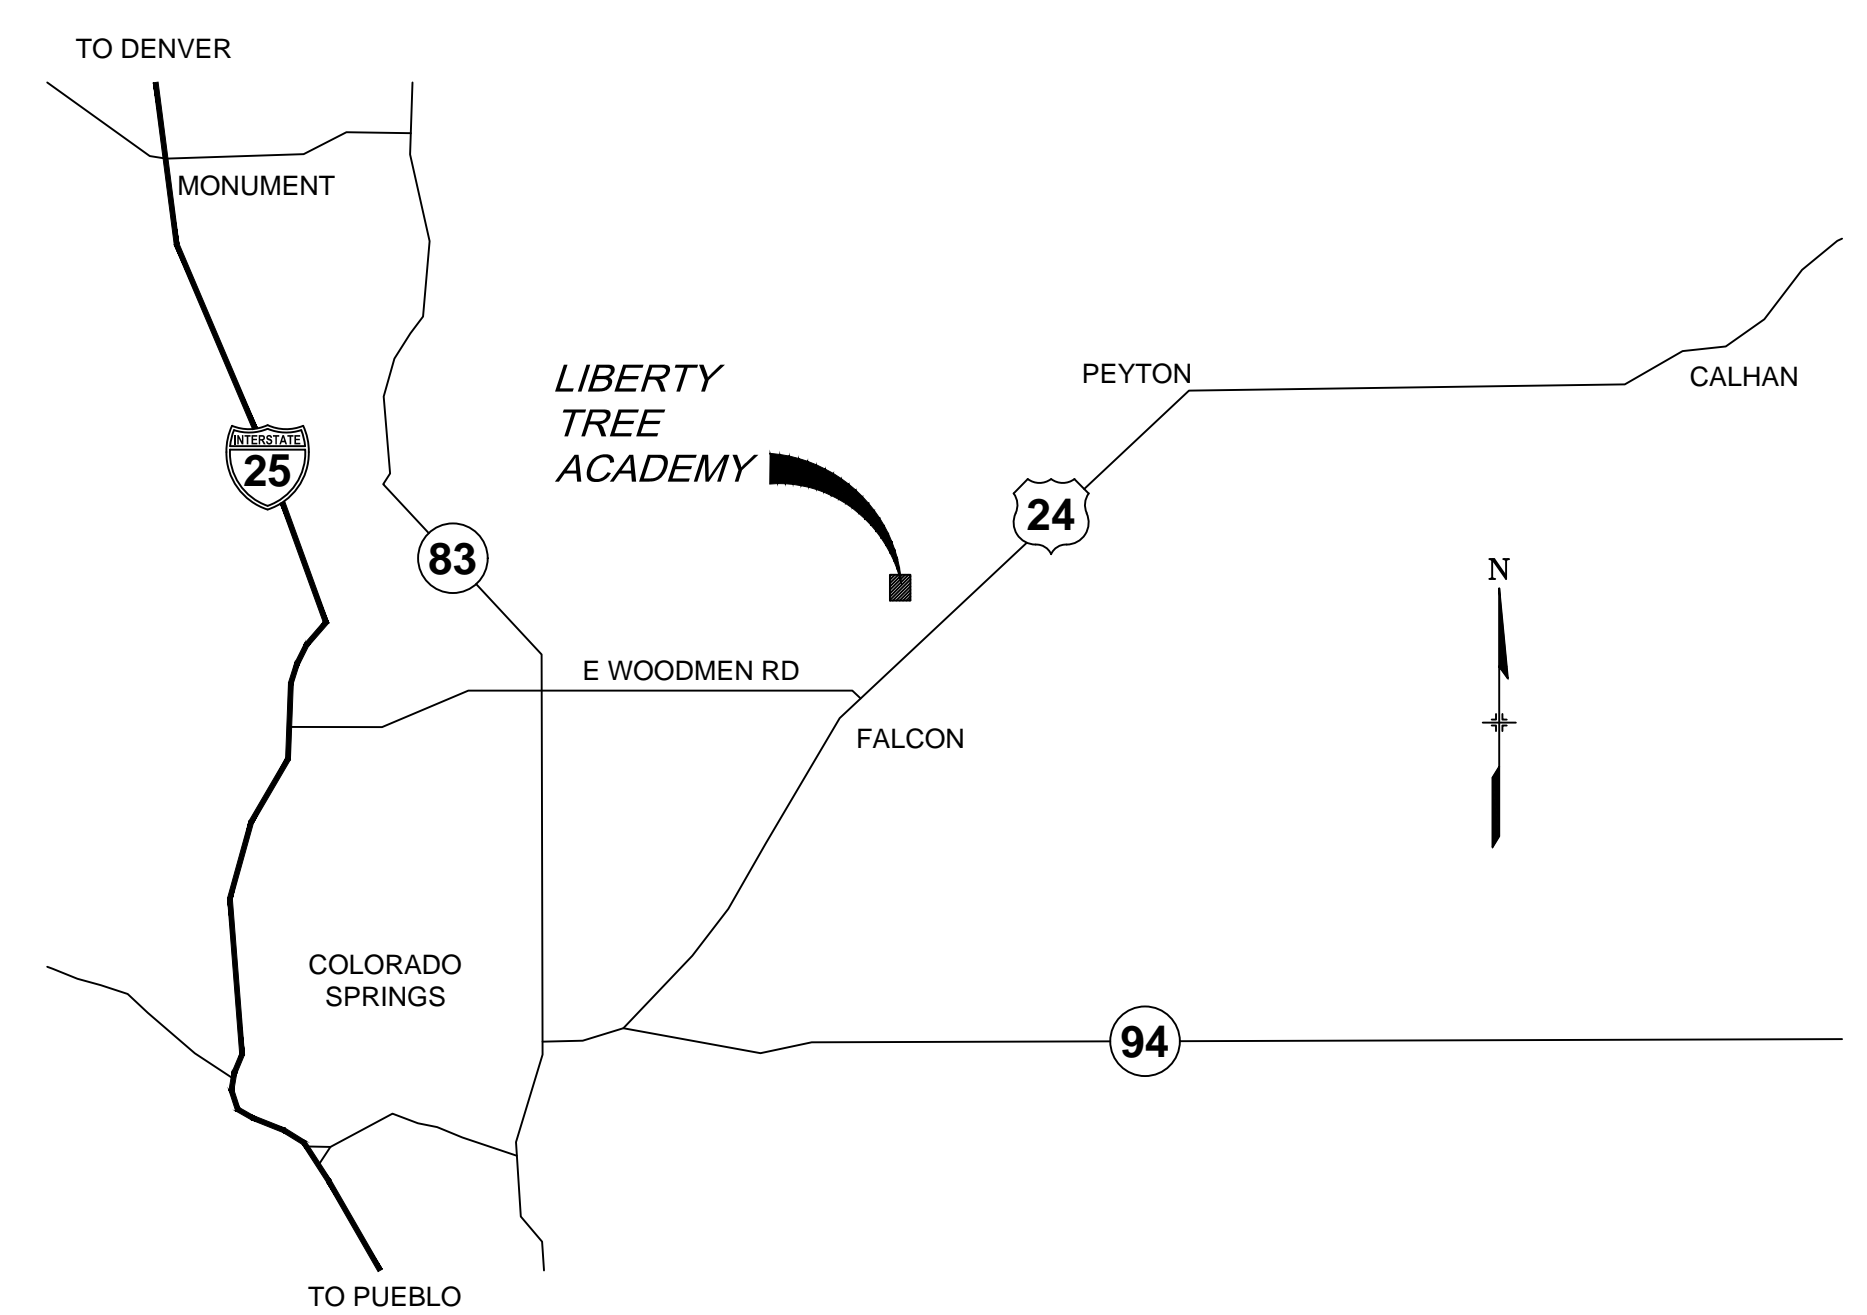 TO DENVER
MONUMENT
LIBERTY
TREE
ACADEMY
PEYTON
CALHAN
INTERSTATE
25
24
83
N
E WOODMEN RD
FALCON
COLORADO
SPRINGS
94
TO PUEBLO